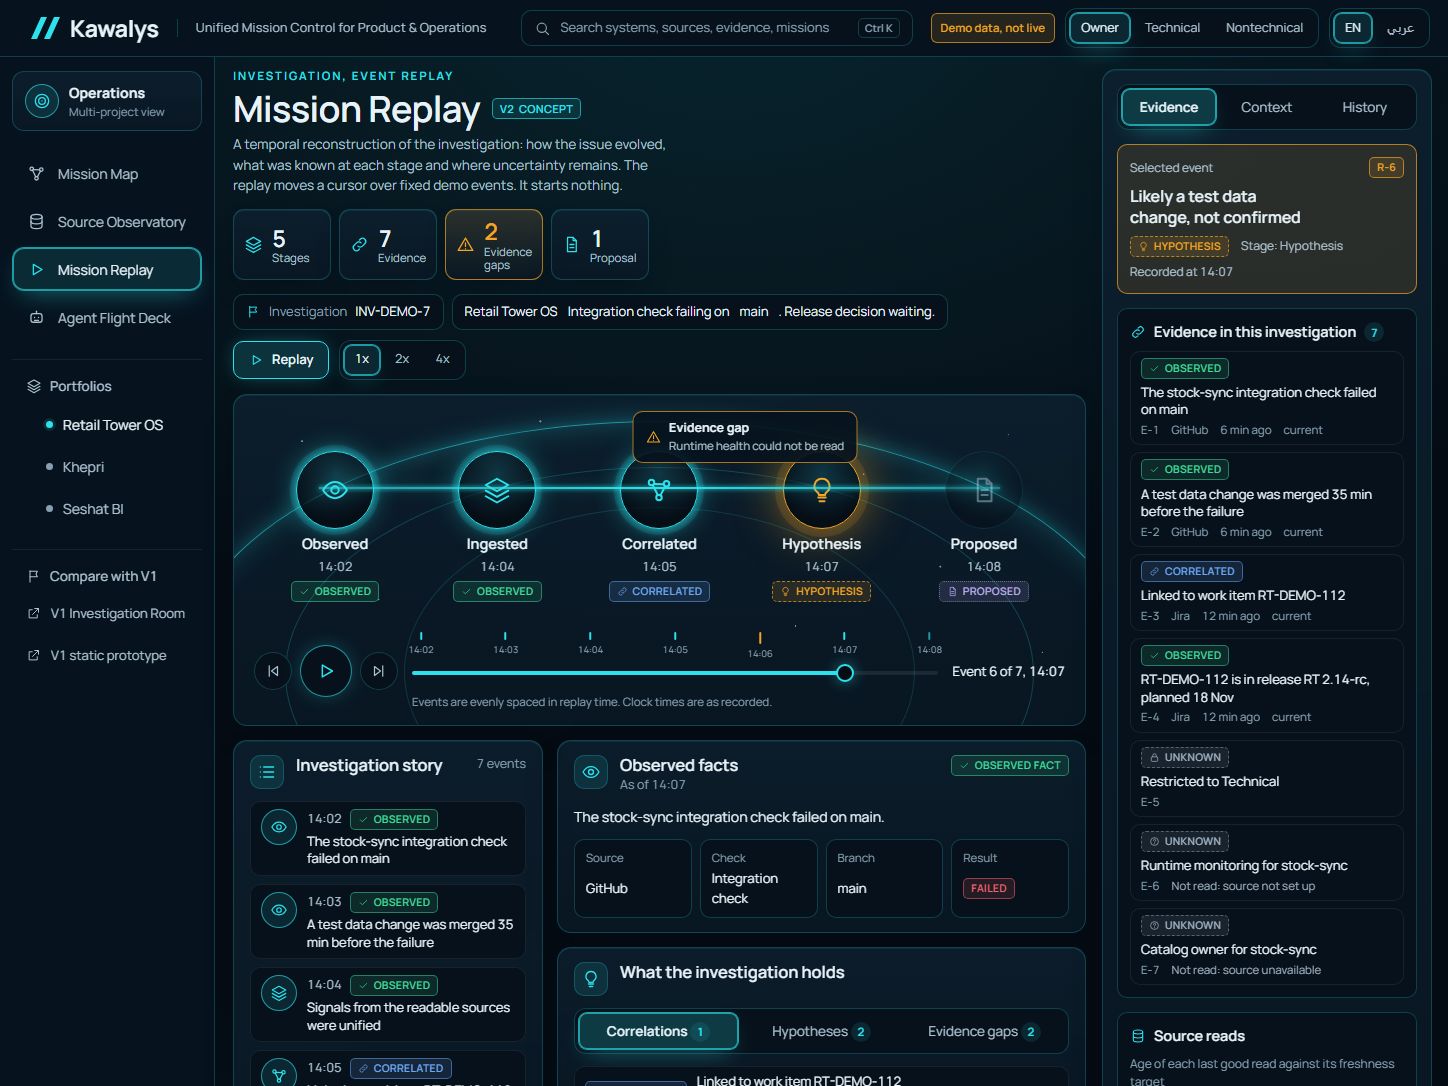 Kawalys
Unified Mission Control for Product & Operations
Search systems, sources, evidence, missions
Ctrl K
Demo data, not live
Owner
Technical
Nontechnical
EN
عربي
Operations
Multi-project view
Mission Map
Source Observatory
Mission Replay
Agent Flight Deck
Portfolios
Retail Tower OS
Khepri
Seshat BI
Compare with V1
V1 Investigation Room
V1 static prototype
INVESTIGATION, EVENT REPLAY
Mission Replay
V2 CONCEPT
A temporal reconstruction of the investigation: how the issue evolved,
what was known at each stage and where uncertainty remains. The
replay moves a cursor over fixed demo events. It starts nothing.
5
Stages
7
Evidence
2
Evidence
gaps
1
Proposal
Investigation INV-DEMO-7
Retail Tower OS Integration check failing on main . Release decision waiting.
Replay
1x
2x
4x
Evidence gap
Runtime health could not be read
Observed
14:02
OBSERVED
Ingested
14:04
OBSERVED
Correlated
14:05
CORRELATED
Hypothesis
14:07
HYPOTHESIS
Proposed
14:08
PROPOSED
14:02
14:03
14:04
14:05
14:06
14:07
14:08
Event 6 of 7, 14:07
Events are evenly spaced in replay time. Clock times are as recorded.
Investigation story
7 events
14:02 OBSERVED
The stock-sync integration check
failed on main
14:03 OBSERVED
A test data change was merged 35
min before the failure
14:04 OBSERVED
Signals from the readable sources
were unified
14:05 CORRELATED
Observed facts
As of 14:07
OBSERVED FACT
The stock-sync integration check failed on main.
Source
GitHub
Check
Integration
check
Branch
main
Result
FAILED
What the investigation holds
Correlations 1
Hypotheses 2
Evidence gaps 2
Linked to work item RT-DEMO-112
Evidence
Context
History
Selected event
R-6
Likely a test data
change, not confirmed
HYPOTHESIS
Stage: Hypothesis
Recorded at 14:07
Evidence in this investigation 7
OBSERVED
The stock-sync integration check failed
on main
E-1 GitHub 6 min ago current
OBSERVED
A test data change was merged 35 min
before the failure
E-2 GitHub 6 min ago current
CORRELATED
Linked to work item RT-DEMO-112
E-3 Jira 12 min ago current
OBSERVED
RT-DEMO-112 is in release RT 2.14-rc,
planned 18 Nov
E-4 Jira 12 min ago current
UNKNOWN
Restricted to Technical
E-5
UNKNOWN
Runtime monitoring for stock-sync
E-6 Not read: source not set up
UNKNOWN
Catalog owner for stock-sync
E-7 Not read: source unavailable
Source reads
Age of each last good read against its freshness
target